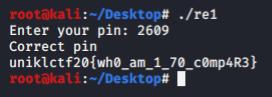 root@kali:~/Desktop# ./re1
Enter your pin: 2609
Correct pin
uniklctf20{wh0_am_1_70_c0mp4R3}
root@kali:~/Desktop#